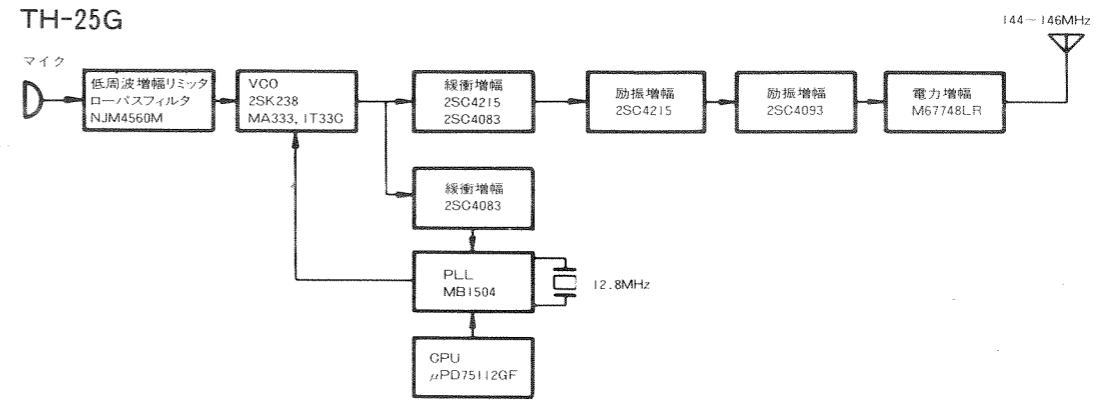 TH-25G
144～146MHz
マイク
低周波増幅リミッタ
ローパスフィルタ
NJM4560M
VCO
2SK238
MA333, IT33C
緩衝増幅
2SC4215
2SC4083
励振増幅
2SC4215
励振増幅
2SC4093
電力増幅
M67748LR
緩衝増幅
2SC4083
PLL
MB1504
12.8MHz
CPU
μPD75112GF